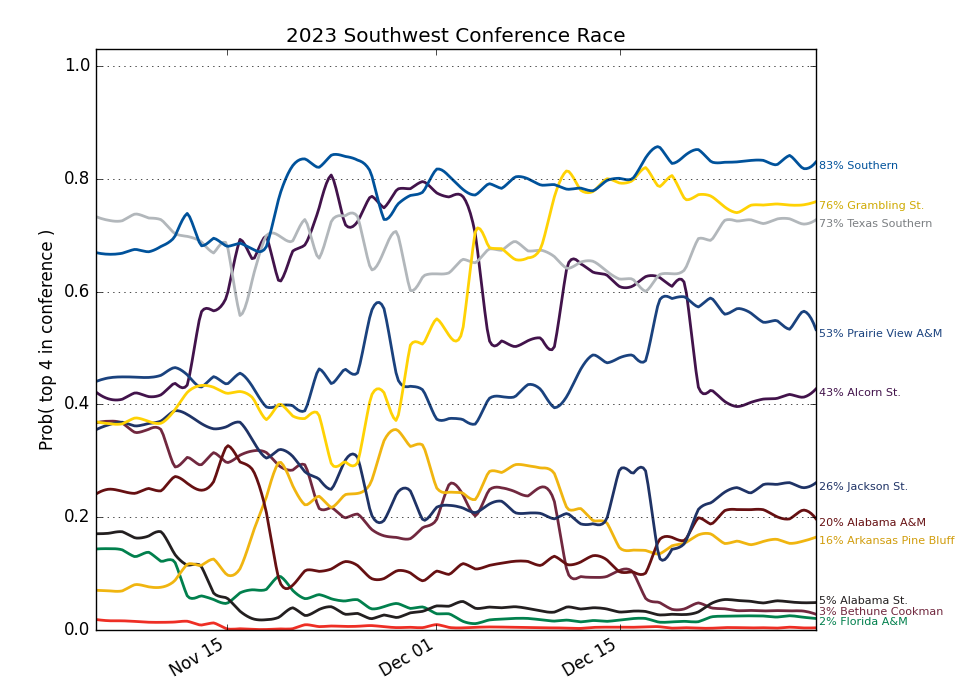 2023 Southwest Conference Race
Prob( top 4 in conference )
1.0
0.8
0.6
0.4
0.2
0.0
Nov 15
Dec 01
Dec 15
83% Southern
76% Grambling St.
73% Texas Southern
53% Prairie View A&M
43% Alcorn St.
26% Jackson St.
20% Alabama A&M
16% Arkansas Pine Bluff
5% Alabama St.
3% Bethune Cookman
2% Florida A&M